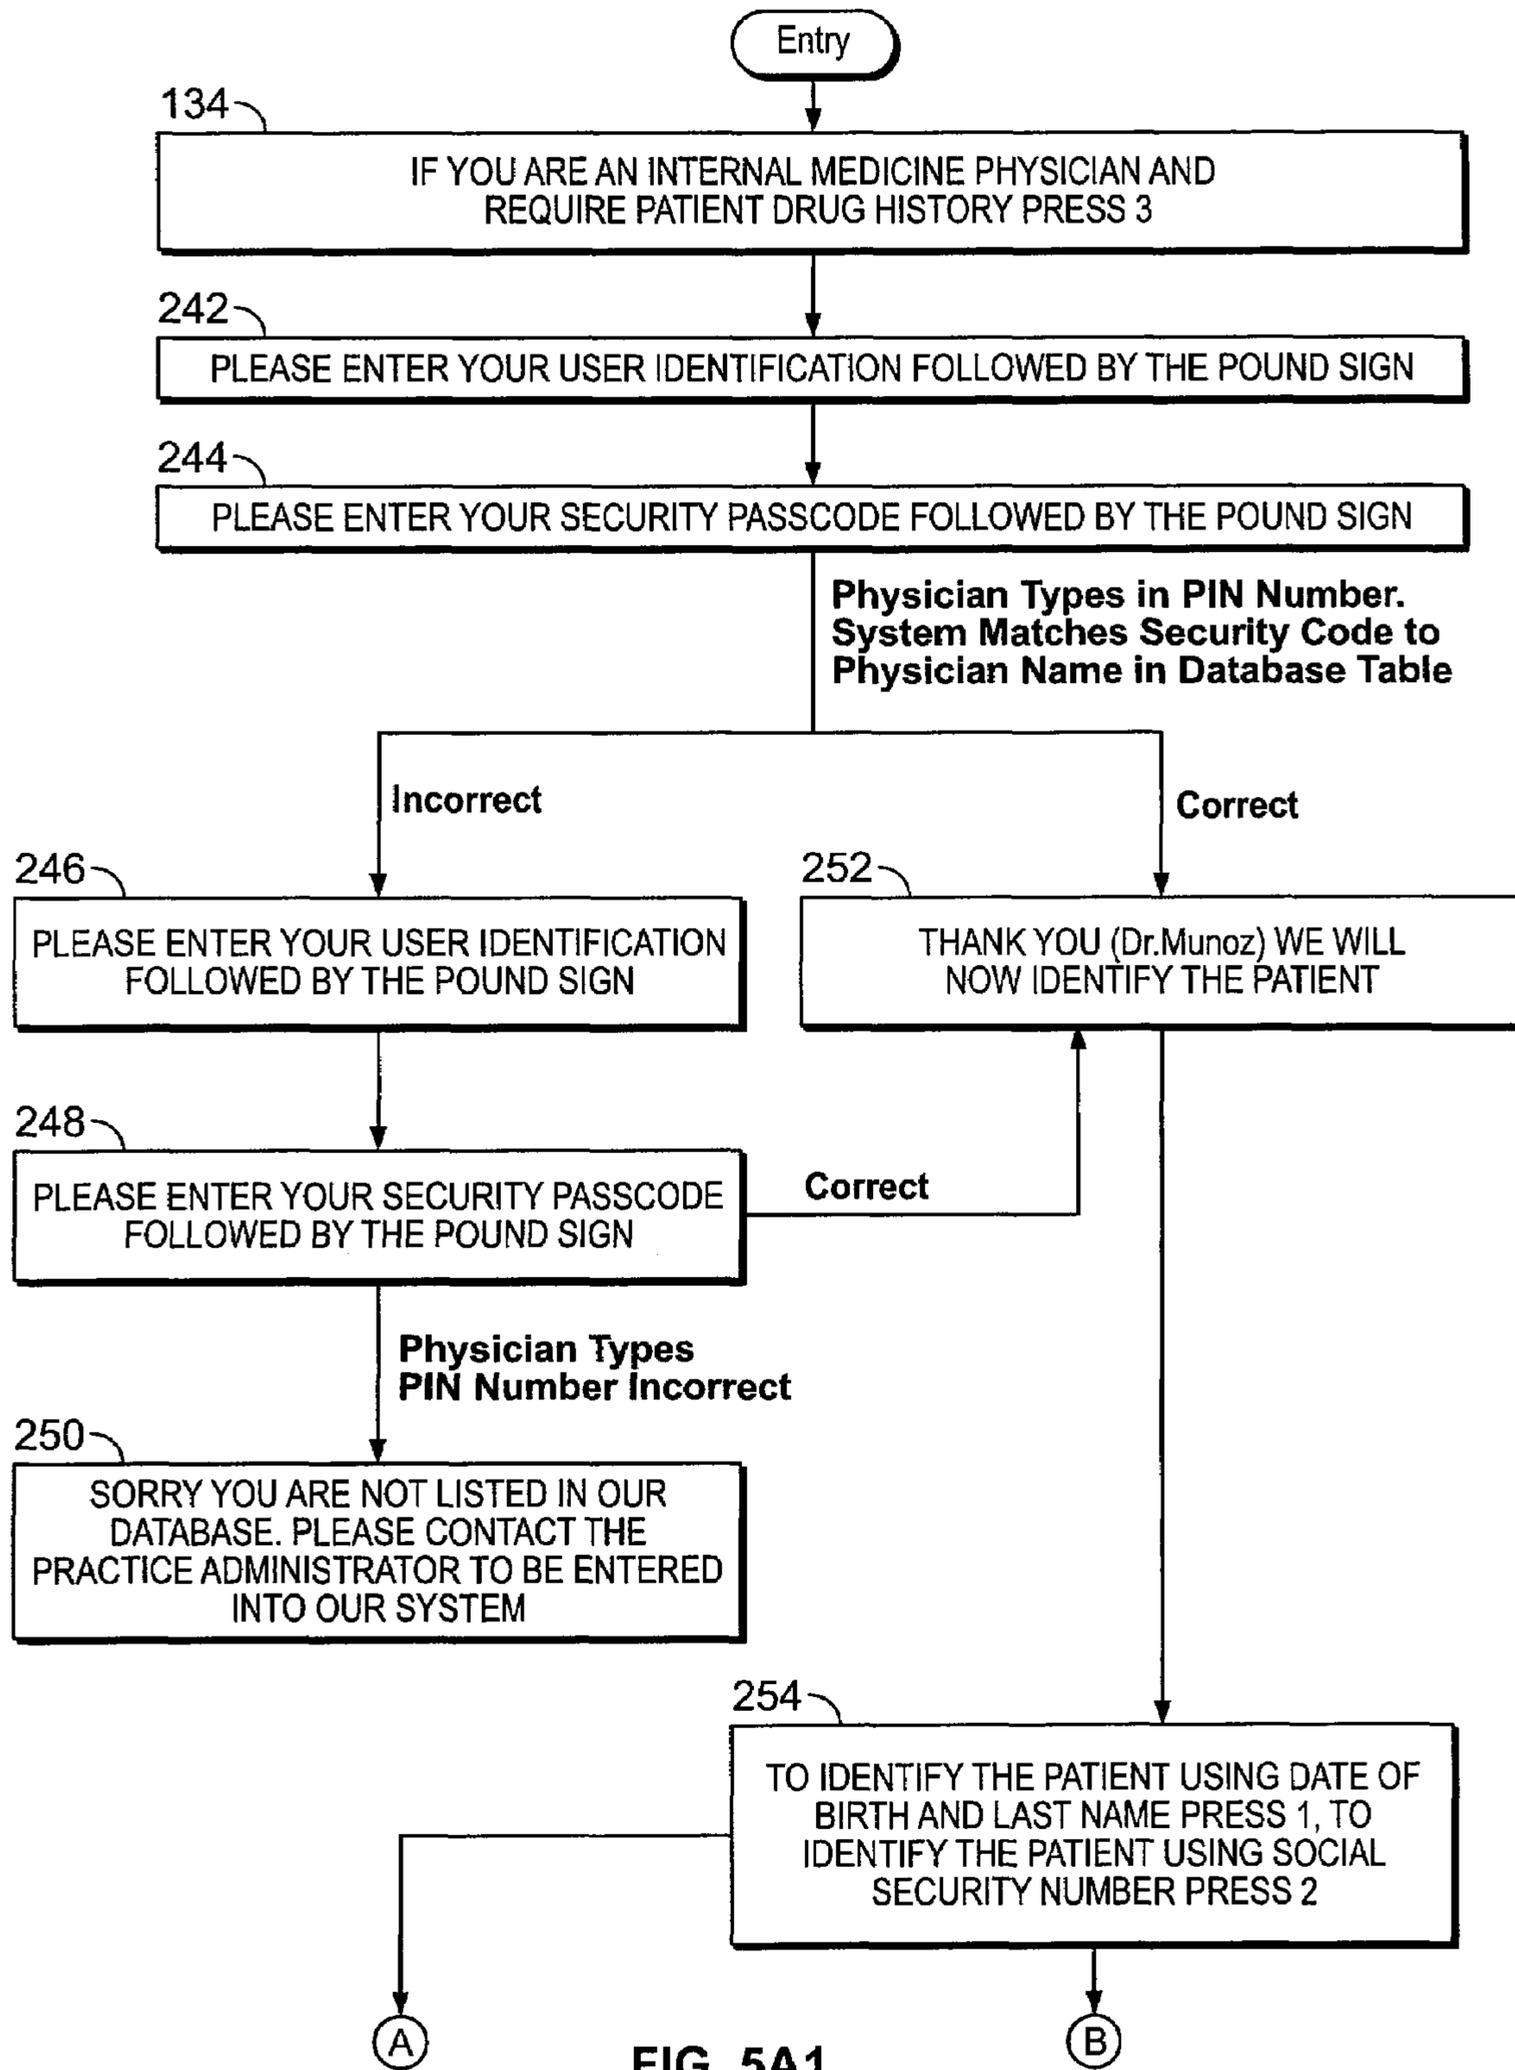 Entry
134
IF YOU ARE AN INTERNAL MEDICINE PHYSICIAN AND
REQUIRE PATIENT DRUG HISTORY PRESS 3
242
PLEASE ENTER YOUR USER IDENTIFICATION FOLLOWED BY THE POUND SIGN
244
PLEASE ENTER YOUR SECURITY PASSCODE FOLLOWED BY THE POUND SIGN
Physician Types in PIN Number.
System Matches Security Code to
Physician Name in Database Table
Incorrect
Correct
246
PLEASE ENTER YOUR USER IDENTIFICATION
FOLLOWED BY THE POUND SIGN
252
THANK YOU (Dr.Munoz) WE WILL
NOW IDENTIFY THE PATIENT
248
PLEASE ENTER YOUR SECURITY PASSCODE
FOLLOWED BY THE POUND SIGN
Correct
Physician Types
PIN Number Incorrect
250
SORRY YOU ARE NOT LISTED IN OUR
DATABASE. PLEASE CONTACT THE
PRACTICE ADMINISTRATOR TO BE ENTERED
INTO OUR SYSTEM
254
TO IDENTIFY THE PATIENT USING DATE OF
BIRTH AND LAST NAME PRESS 1, TO
IDENTIFY THE PATIENT USING SOCIAL
SECURITY NUMBER PRESS 2
A
B
FIG. 5A1